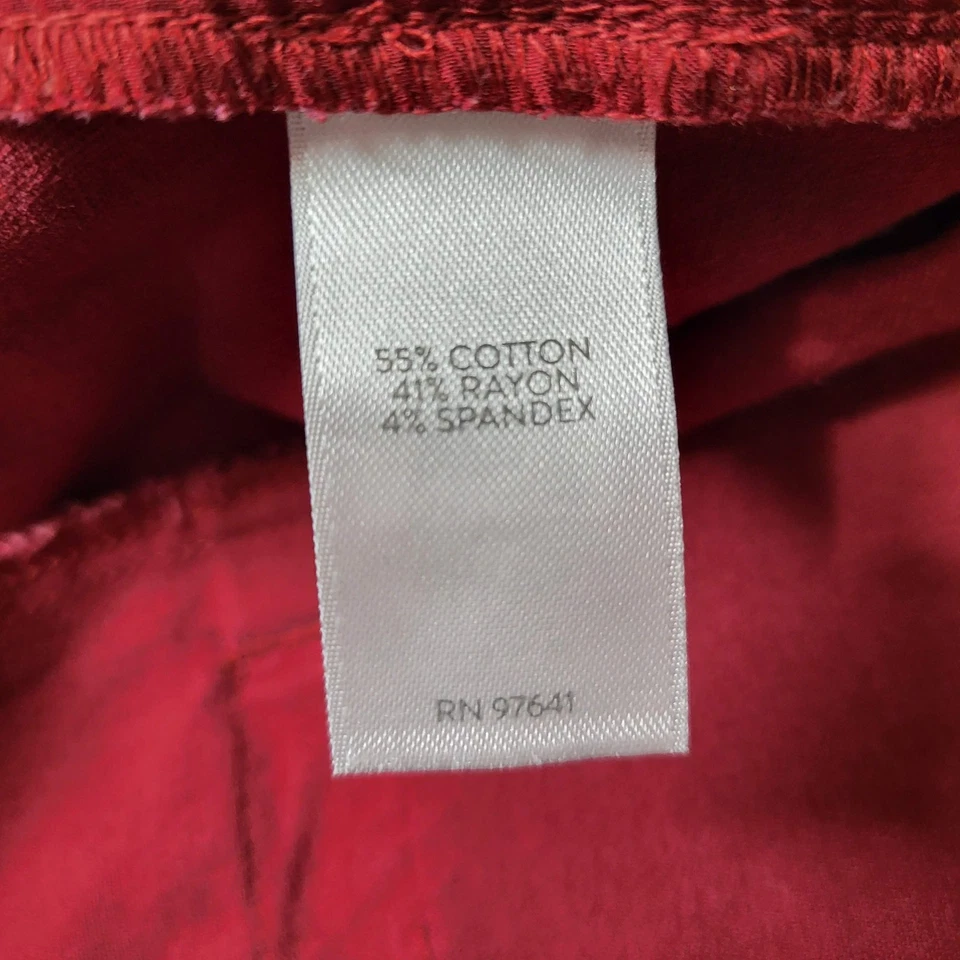 55% COTTON
41% RAYON
4% SPANDEX
RN 97641